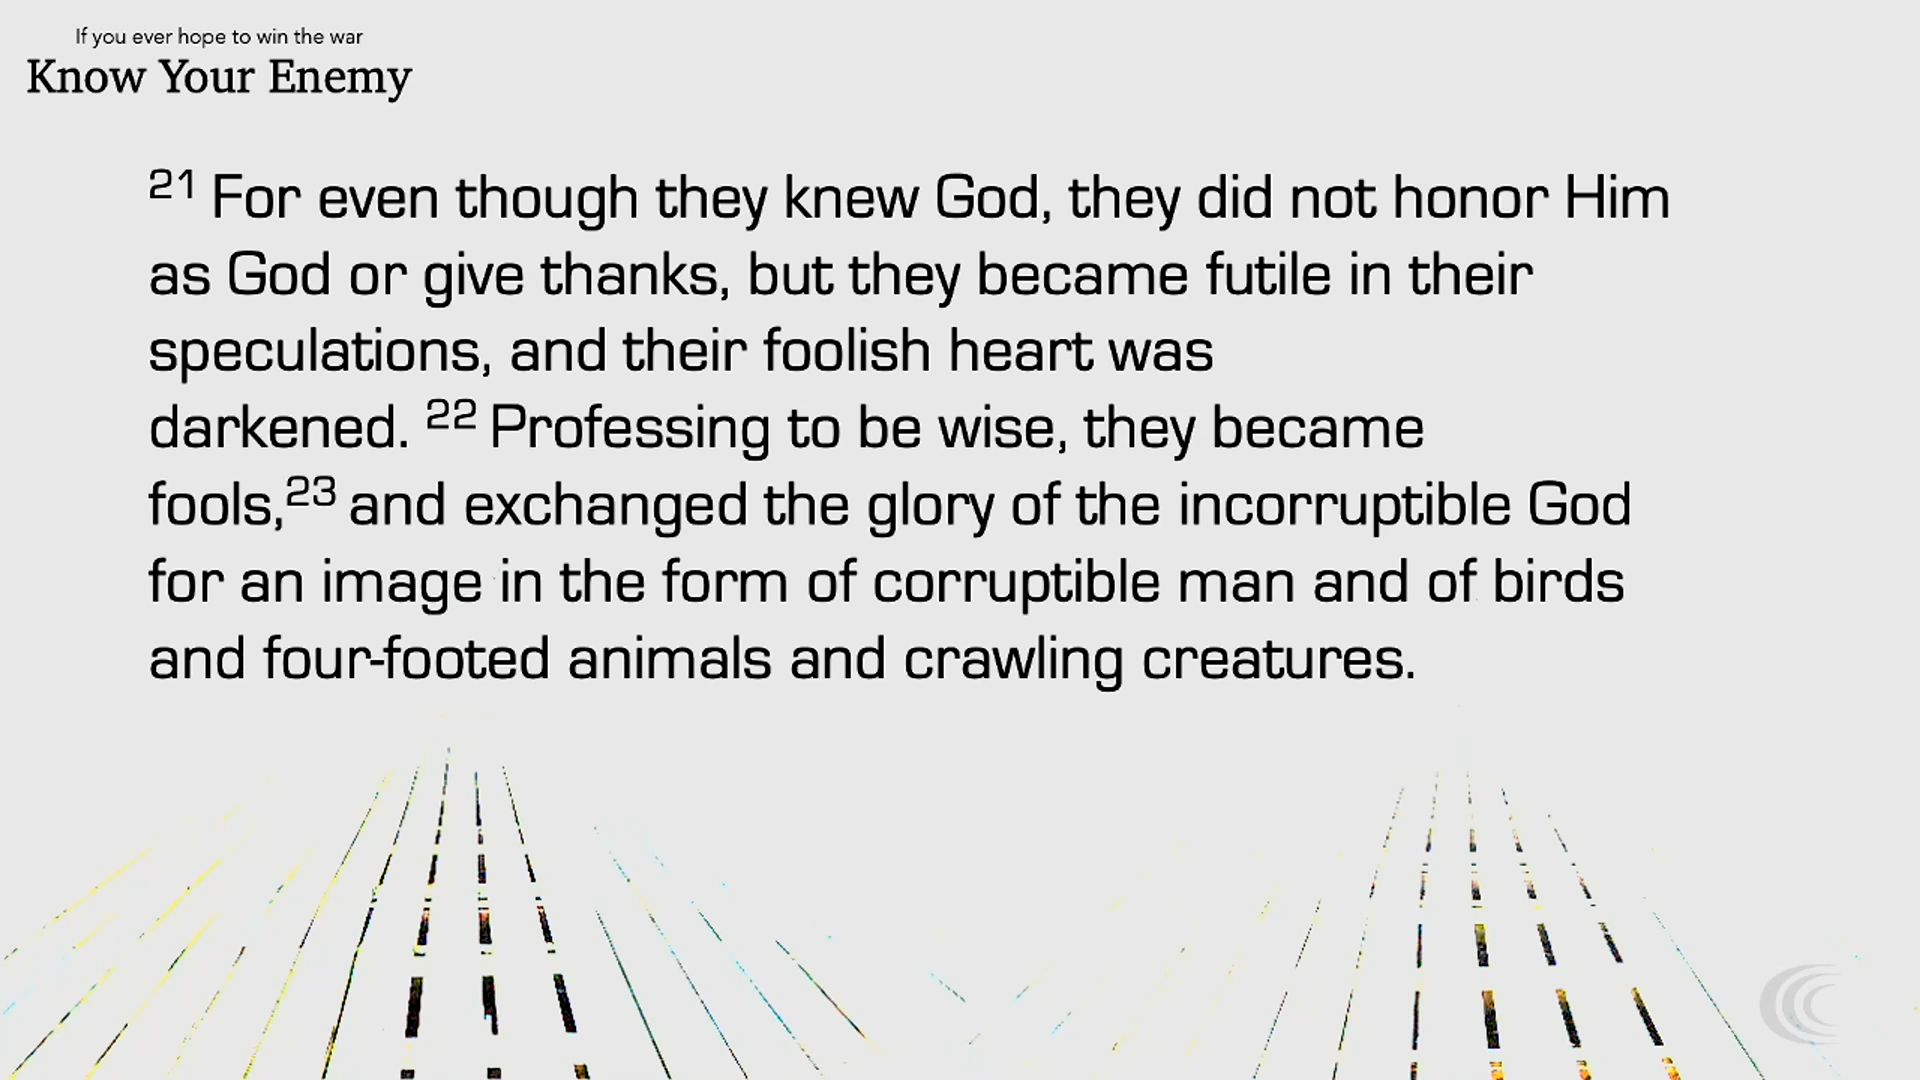 If you ever hope to win the war
Know Your Enemy
21 For even though they knew God, they did not honor Him
as God or give thanks, but they became futile in their
speculations, and their foolish heart was
darkened. 22 Professing to be wise, they became
fools,23 and exchanged the glory of the incorruptible God
for an image in the form of corruptible man and of birds
and four-footed animals and crawling creatures.